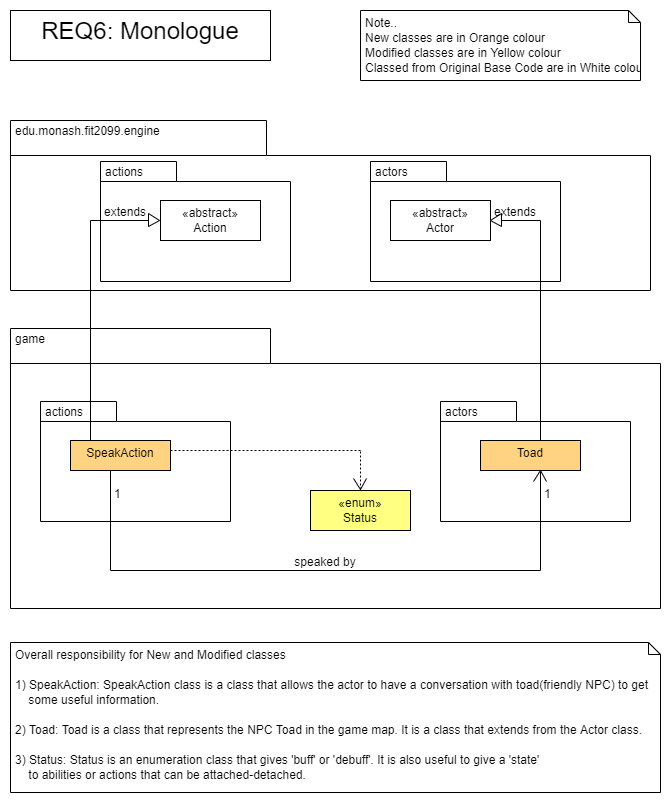 REQ6: Monologue
Note..
New classes are in Orange colour
Modified classes are in Yellow colour
Classed from Original Base Code are in White colou
edu.monash.fit2099.engine
actions
actors
extends
«abstract»
Action
«abstract»
Actor
extends
game
actions
actors
SpeakAction
Toad
1
«enum»
Status
1
speaked by
Overall responsibility for New and Modified classes
1) SpeakAction: SpeakAction class is a class that allows the actor to have a conversation with toad(friendly NPC) to get
some useful information.
2) Toad: Toad is a class that represents the NPC Toad in the game map. It is a class that extends from the Actor class.
3) Status: Status is an enumeration class that gives 'buff' or 'debuff'. It is also useful to give a 'state'
to abilities or actions that can be attached-detached.